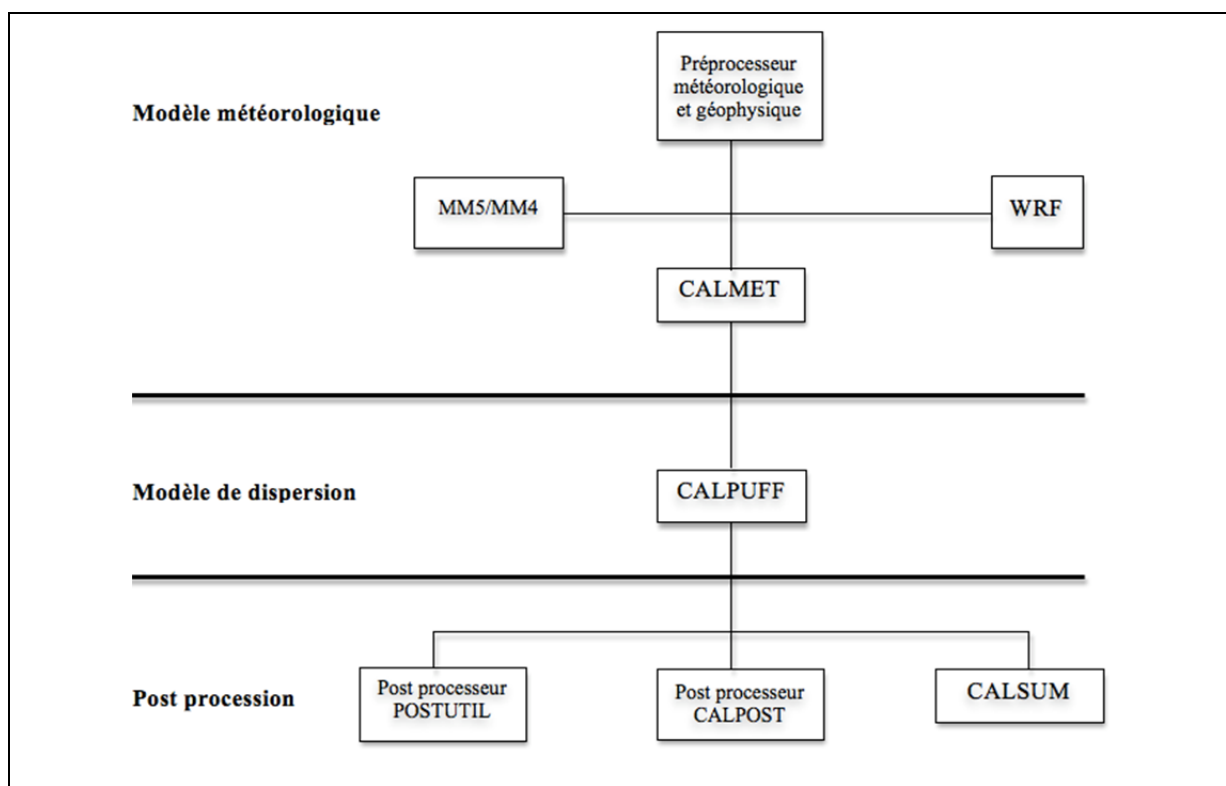 Préprocesseur
météorologique
et géophysique
Modèle météorologique
MM5/MM4
WRF
CALMET
Modèle de dispersion
CALPUFF
Post procession
Post processeur
POSTUTIL
Post processeur
CALPOST
CALSUM